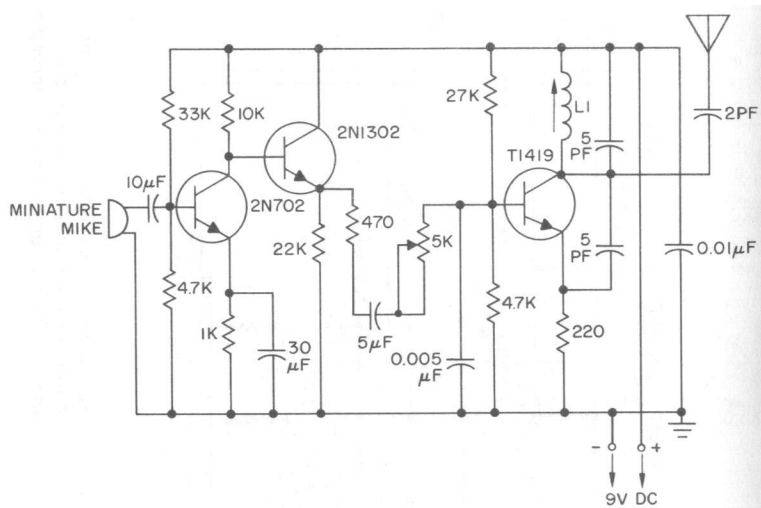 33K
10K
2N1302
10µF
2N702
MINIATURE
MIKE
4.7K
1K
30
µF
22K
470
5µF
5K
27K
L1
T1419
5
PF
2PF
5
PF
0.01µF
4.7K
0.005
µF
220
-
+
9V DC